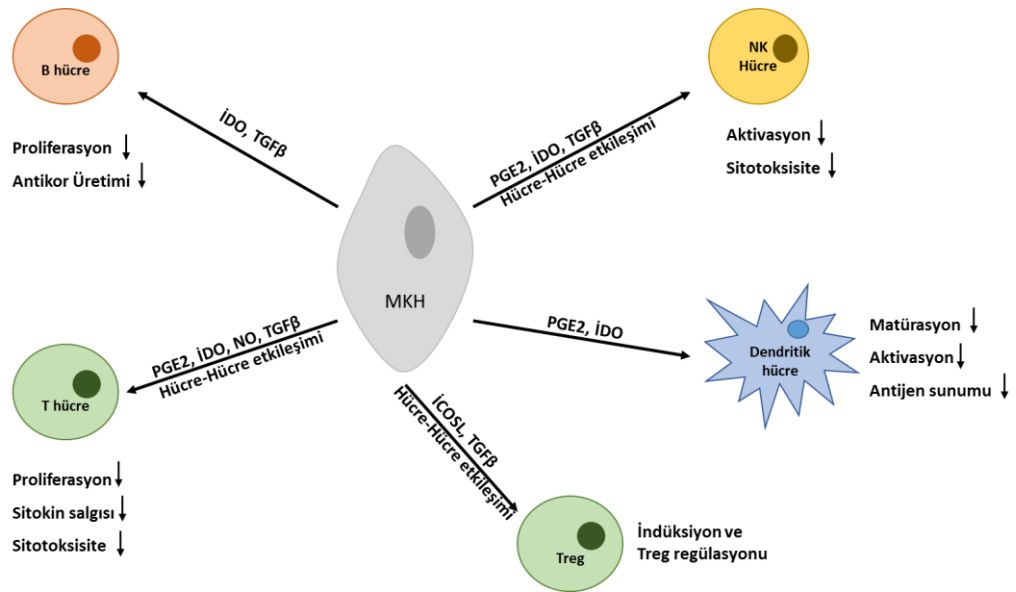 B hücre
Proliferasyon ↓
Antikor Üretimi ↓
İDO, TGFβ
NK
Hücre
Aktivasyon ↓
Sitotoksisite ↓
PGE2, İDO, TGFβ
Hücre-Hücre etkileşimi
MKH
PGE2, İDO
Dendritik
hücre
Matürasyon ↓
Aktivasyon ↓
Antijen sunumu ↓
PGE2, İDO, NO, TGFβ
Hücre-Hücre etkileşimi
T hücre
Proliferasyon ↓
Sitokin salgısı ↓
Sitotoksisite ↓
İCOSL, TGFβ
Hücre-Hücre etkileşimi
Treg
İndüksiyon ve
Treg regülasyonu